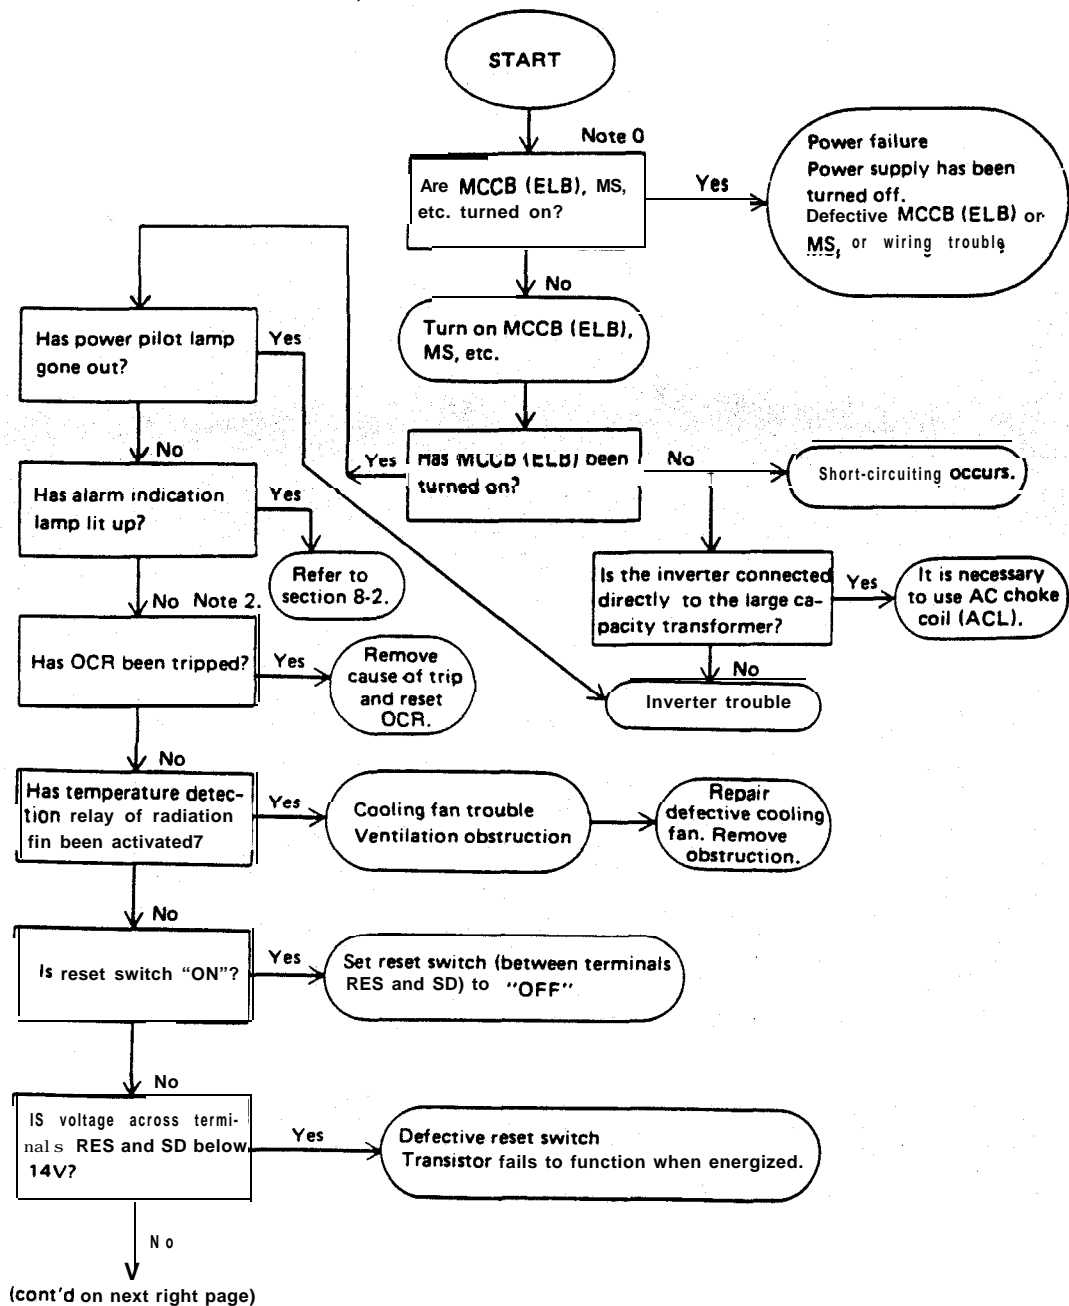 START
Note 0
Are MCCB (ELB), MS,
etc. turned on?
Yes
Power failure
Power supply has been
turned off.
Defective MCCB (ELB) or
MS, or wiring trouble
No
Turn on MCCB (ELB),
MS, etc.
Has power pilot lamp
gone out?
Yes
No
Has MCCB (ELB) been
turned on?
Yes
No
Short-circuiting occurs.
Has alarm indication
lamp lit up?
Yes
Refer to
section 8-2.
Is the inverter connected
directly to the large ca-
pacity transformer?
Yes
It is necessary
to use AC choke
coil (ACL).
No Note 2.
No
Inverter trouble
Has OCR been tripped?
Yes
Remove
cause of trip
and reset
OCR.
No
Has temperature detec-
tion relay of radiation
fin been activated7
Yes
Cooling fan trouble
Ventilation obstruction
Repair
defective cooling
fan. Remove
obstruction.
No
Is reset switch “ON”?
Yes
Set reset switch (between terminals
RES and SD) to “OFF”
No
IS voltage across termi-
nals RES and SD below
14V?
Yes
Defective reset switch
Transistor fails to function when energized.
No
(cont'd on next right page)